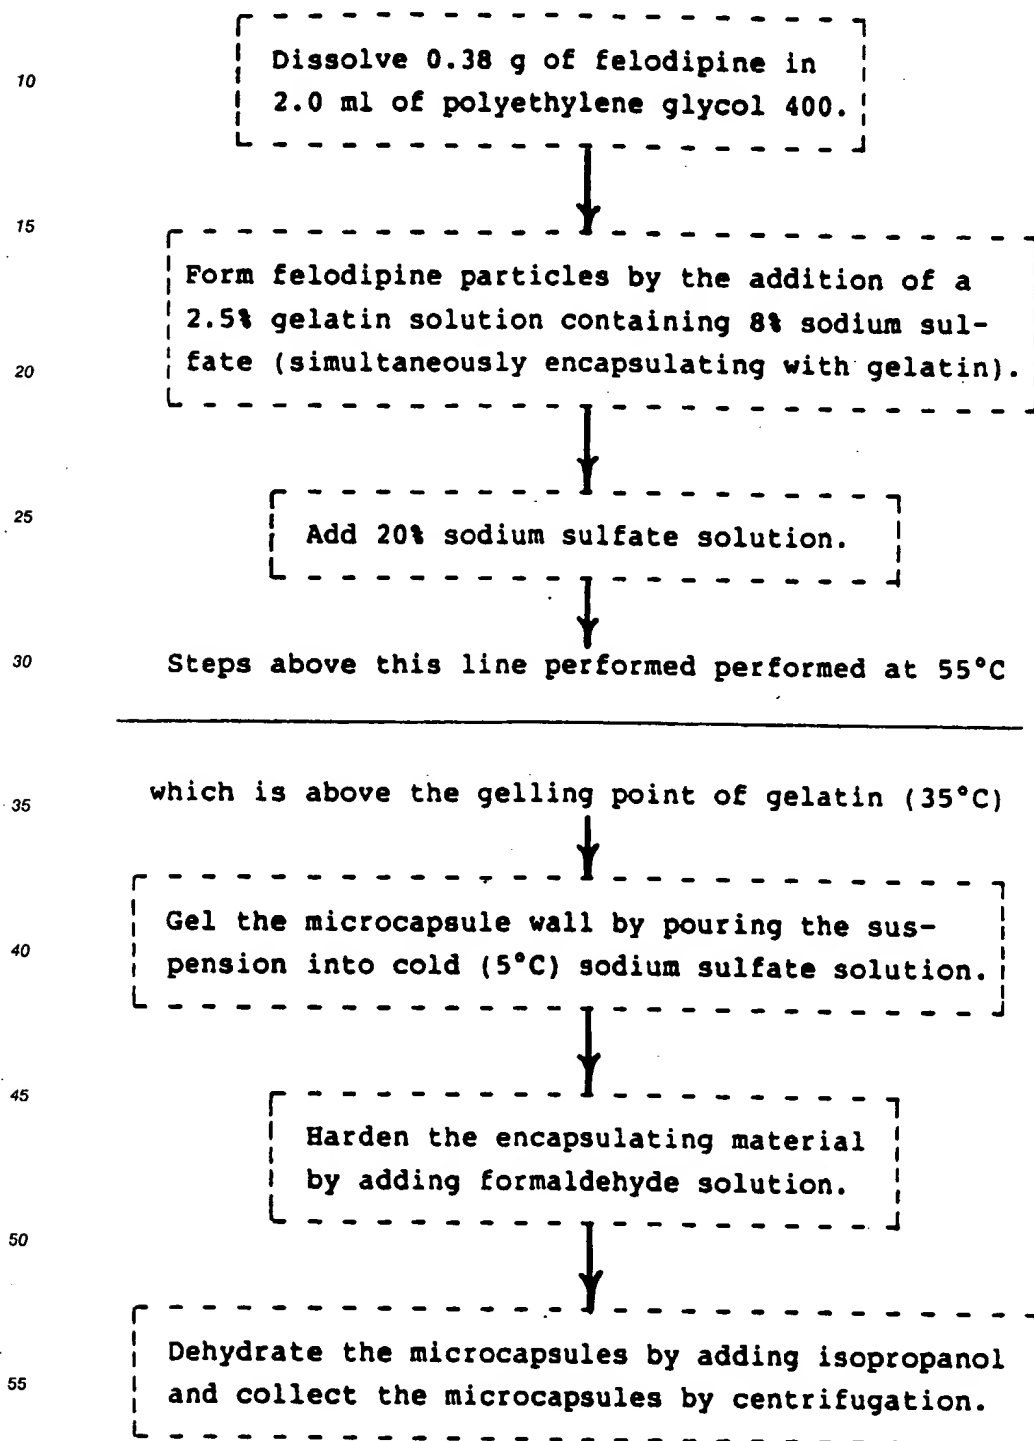 10
Dissolve 0.38 g of felodipine in
2.0 ml of polyethylene glycol 400.
15
Form felodipine particles by the addition of a
2.5% gelatin solution containing 8% sodium sul-
20
fate (simultaneously encapsulating with gelatin).
25
Add 20% sodium sulfate solution.
30
Steps above this line performed performed at 55°C
35
which is above the gelling point of gelatin (35°C)
Gel the microcapsule wall by pouring the sus-
40
pension into cold (5°C) sodium sulfate solution.
45
Harden the encapsulating material
by adding formaldehyde solution.
50
Dehydrate the microcapsules by adding isopropanol
55
and collect the microcapsules by centrifugation.